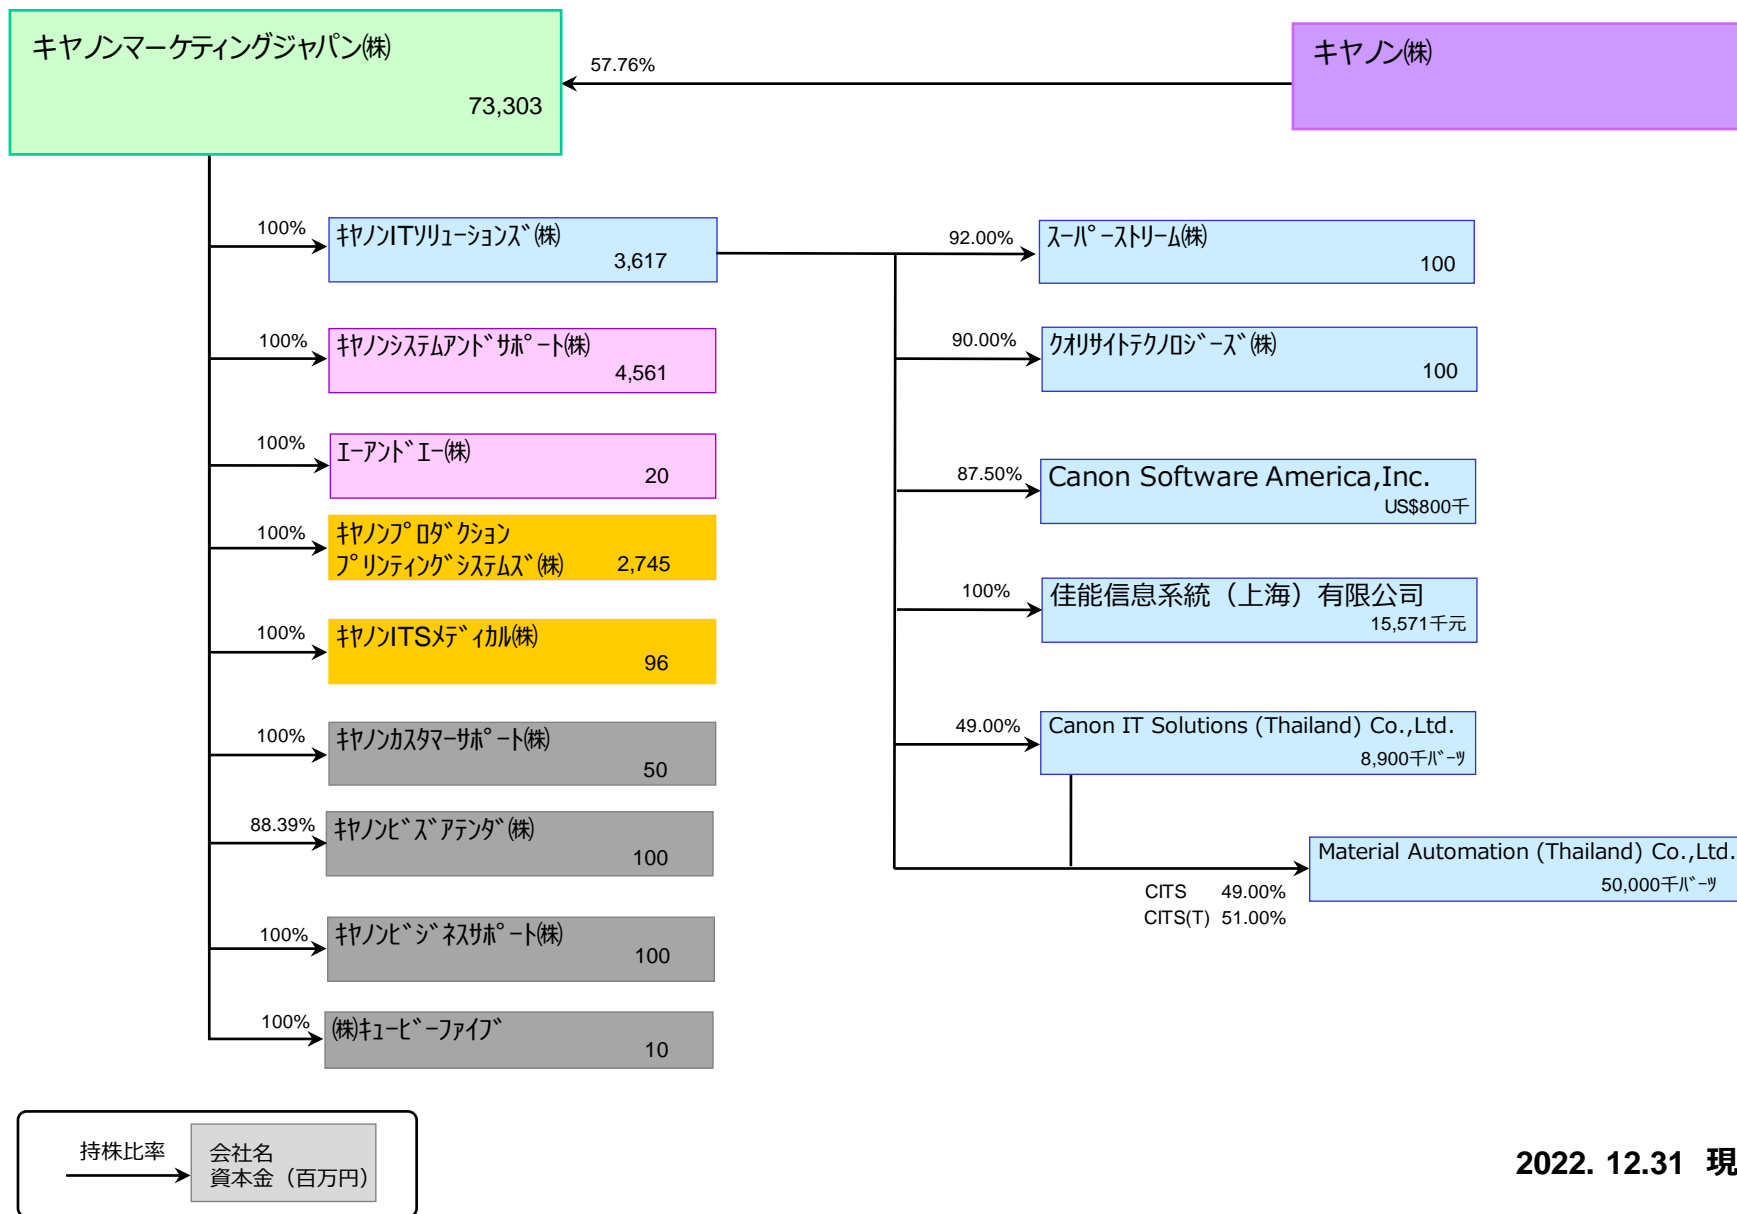 キヤノンマーケティングジャパン㈱
73,303
57.76%
キヤノン㈱
100%
ｷﾔﾉﾝITｿﾘｭｰｼｮﾝｽﾞ㈱
3,617
100%
ｷﾔﾉﾝｼｽﾃﾑｱﾝﾄﾞｻﾎﾟｰﾄ㈱
4,561
100%
ｴｰｱﾝﾄﾞｴｰ㈱
20
100%
ｷﾔﾉﾝﾌﾟﾛﾀﾞｸｼｮﾝ
ﾌﾟﾘﾝﾃｨﾝｸﾞｼｽﾃﾑｽﾞ㈱ 2,745
100%
ｷﾔﾉﾝITSﾒﾃﾞｨｶﾙ㈱
96
100%
ｷﾔﾉﾝｶｽﾀﾏｰｻﾎﾟｰﾄ㈱
50
88.39%
ｷﾔﾉﾝﾋﾞｽﾞｱﾃﾝﾀﾞ㈱
100
100%
ｷﾔﾉﾝﾋﾞｼﾞﾈｽｻﾎﾟｰﾄ㈱
100
100%
㈱ｷｭｰﾋﾞｰﾌｧｲﾌﾞ
10
92.00%
ｽｰﾊﾟｰｽﾄﾘｰﾑ㈱
100
90.00%
ｸｵﾘｻｲﾄﾃｸﾉﾛｼﾞｰｽﾞ㈱
100
87.50%
Canon Software America,Inc.
US$800千
100%
佳能信息系統（上海）有限公司
15,571千元
49.00%
Canon IT Solutions (Thailand) Co.,Ltd.
8,900千ﾊﾞｰﾂ
Material Automation (Thailand) Co.,Ltd.
50,000千ﾊﾞｰﾂ
CITS 49.00%
CITS(T) 51.00%
持株比率
会社名
資本金（百万円）
2022. 12.31 現